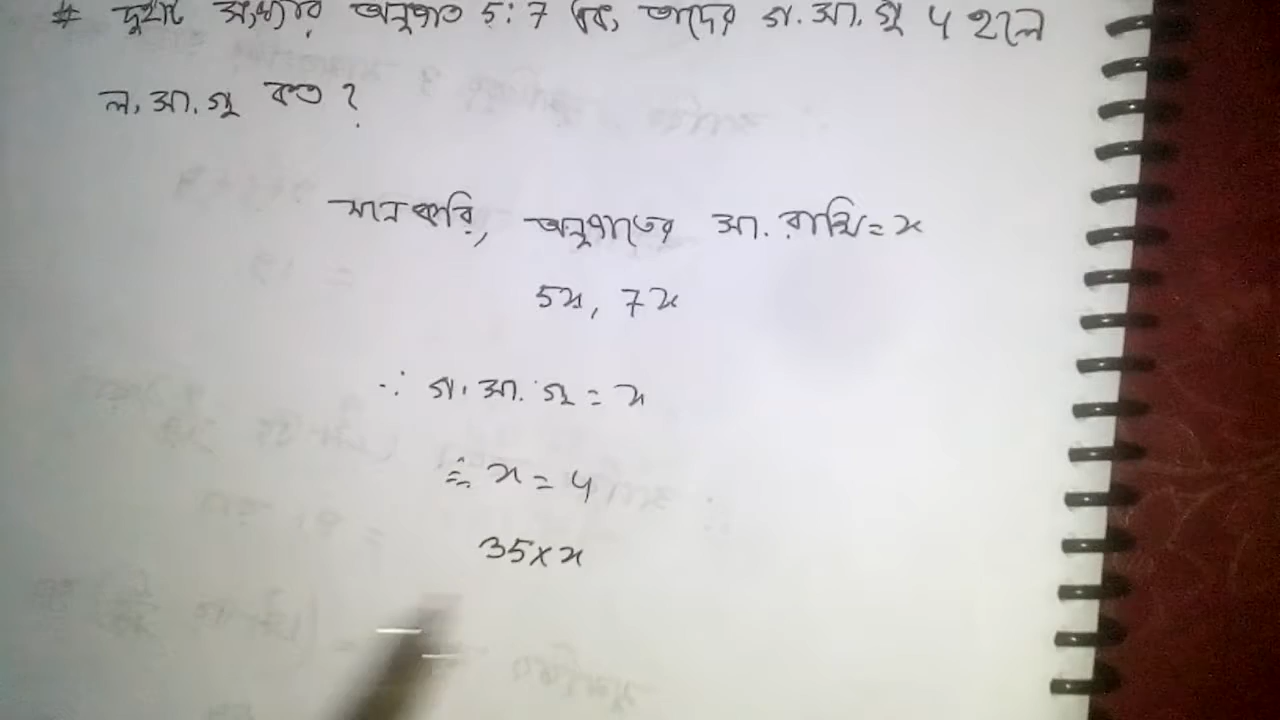 # দুইটি সংখ্যার অনুপাত 5:7 এবং তাদের গ.সা.গু 4 হলে
ল.সা.গু কত ?
মনেকরি, অনুপাতের সা. রাশি = x
5x, 7x
∵ গ.সা.গু = x
∴ x = 4
35 × x